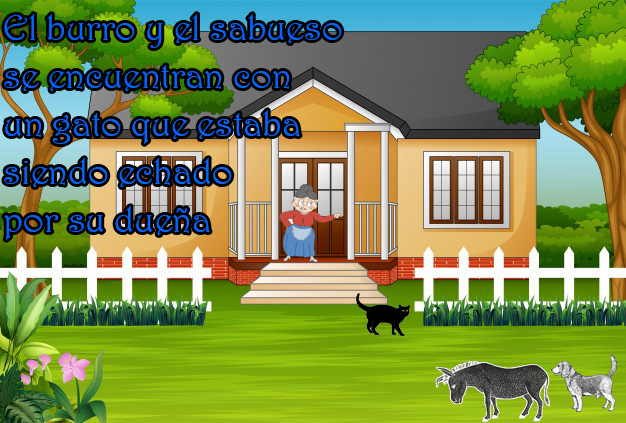 El burro y el sabueso
se encuentran con
un gato que estaba
siendo echado
por su dueña